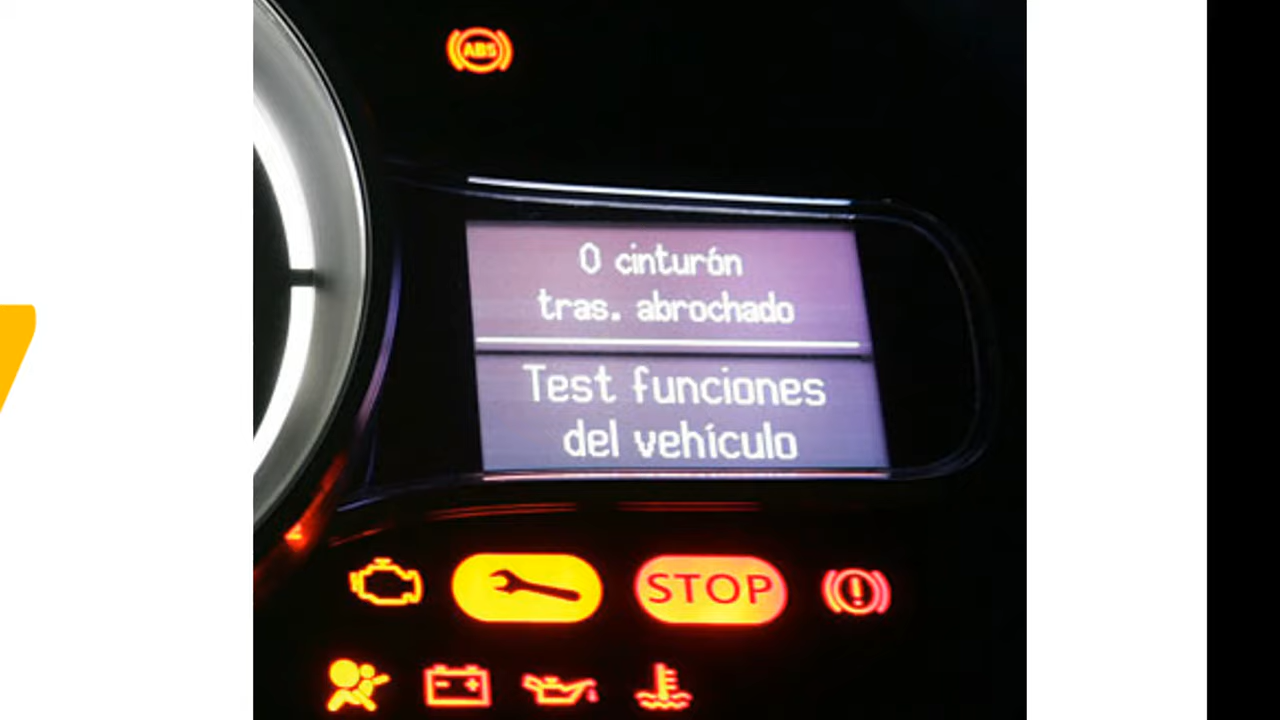 ABS
0 cinturón
tras. abrochado
Test funciones
del vehículo
STOP